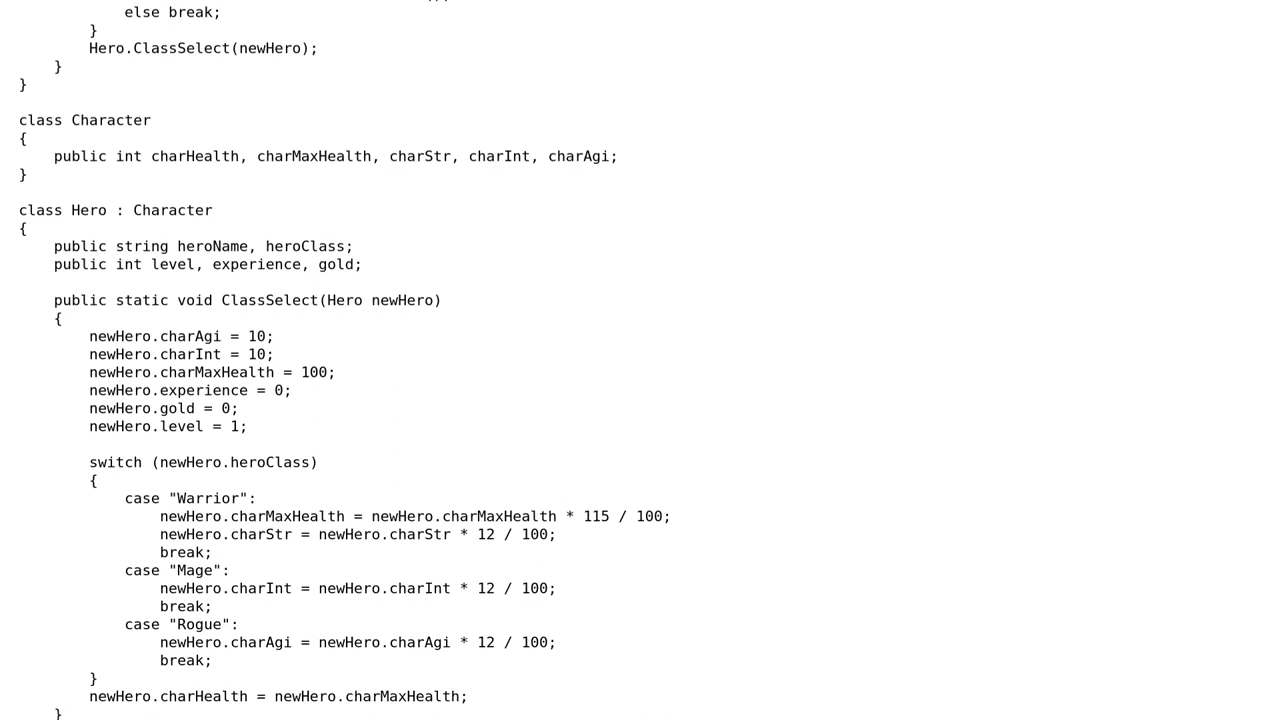 else break;
}
Hero.ClassSelect(newHero);
}
}
class Character
{
public int charHealth, charMaxHealth, charStr, charInt, charAgi;
}
class Hero : Character
{
public string heroName, heroClass;
public int level, experience, gold;
public static void ClassSelect(Hero newHero)
{
newHero.charAgi = 10;
newHero.charInt = 10;
newHero.charMaxHealth = 100;
newHero.experience = 0;
newHero.gold = 0;
newHero.level = 1;
switch (newHero.heroClass)
{
case "Warrior":
newHero.charMaxHealth = newHero.charMaxHealth * 115 / 100;
newHero.charStr = newHero.charStr * 12 / 100;
break;
case "Mage":
newHero.charInt = newHero.charInt * 12 / 100;
break;
case "Rogue":
newHero.charAgi = newHero.charAgi * 12 / 100;
break;
}
newHero.charHealth = newHero.charMaxHealth;
}